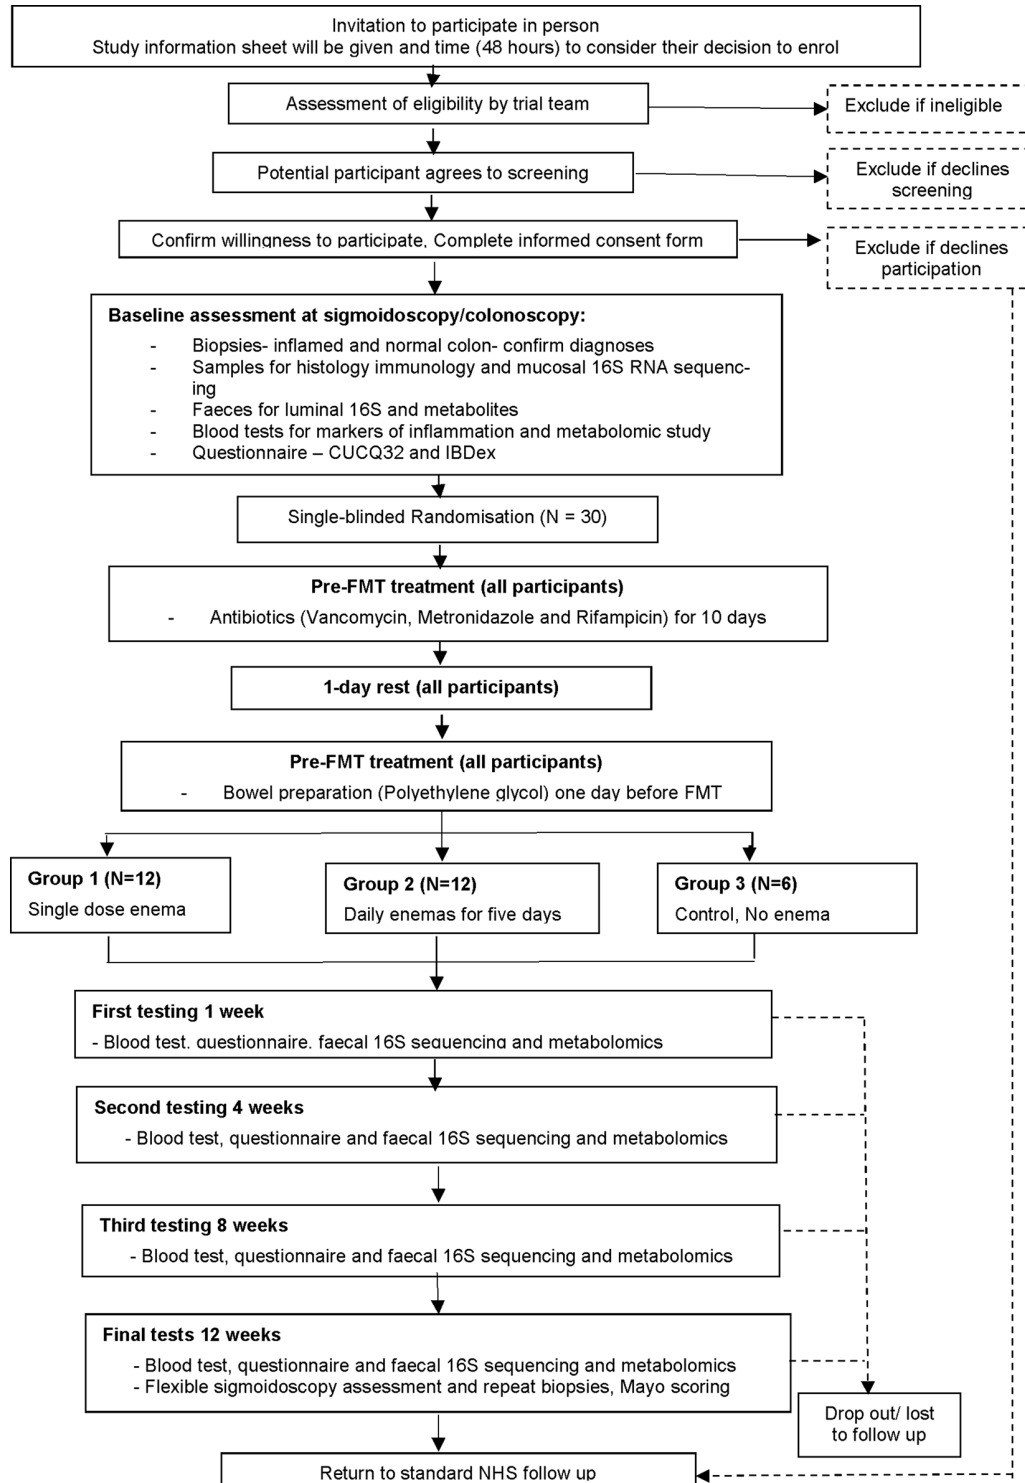 Invitation to participate in person
Study information sheet will be given and time (48 hours) to consider their decision to enrol
Assessment of eligibility by trial team
Exclude if ineligible
Potential participant agrees to screening
Exclude if declines
screening
Confirm willingness to participate, Complete informed consent form
Exclude if declines
participation
Baseline assessment at sigmoidoscopy/colonoscopy:
- Biopsies- inflamed and normal colon- confirm diagnoses
- Samples for histology immunology and mucosal 16S RNA sequenc-
ing
- Faeces for luminal 16S and metabolites
- Blood tests for markers of inflammation and metabolomic study
- Questionnaire – CUCQ32 and IBDex
Single-blinded Randomisation (N = 30)
Pre-FMT treatment (all participants)
- Antibiotics (Vancomycin, Metronidazole and Rifampicin) for 10 days
1-day rest (all participants)
Pre-FMT treatment (all participants)
- Bowel preparation (Polyethylene glycol) one day before FMT
Group 1 (N=12)
Single dose enema
Group 2 (N=12)
Daily enemas for five days
Group 3 (N=6)
Control, No enema
First testing 1 week
- Blood test, questionnaire, faecal 16S sequencing and metabolomics
Second testing 4 weeks
- Blood test, questionnaire and faecal 16S sequencing and metabolomics
Third testing 8 weeks
- Blood test, questionnaire and faecal 16S sequencing and metabolomics
Final tests 12 weeks
- Blood test, questionnaire and faecal 16S sequencing and metabolomics
- Flexible sigmoidoscopy assessment and repeat biopsies, Mayo scoring
Drop out/ lost
to follow up
Return to standard NHS follow up